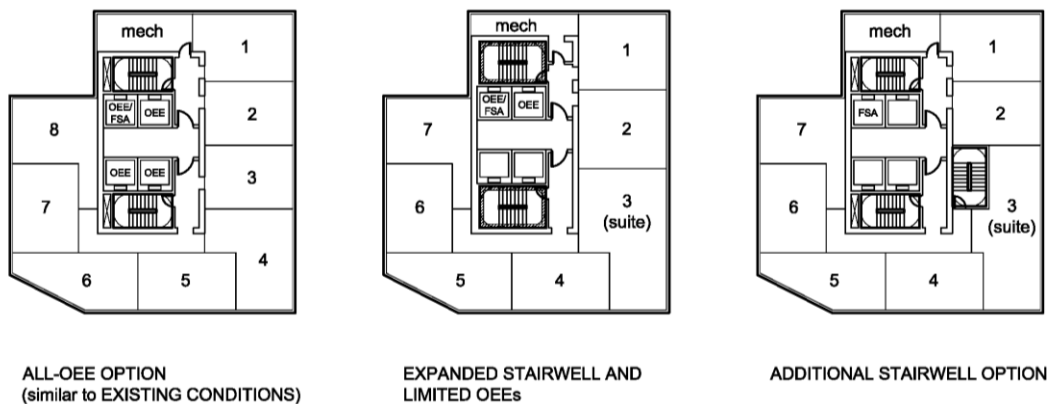 mech
1
OEE/
FSA
OEE
2
8
OEE
OEE
3
7
4
6
5
ALL-OEE OPTION
(similar to EXISTING CONDITIONS)
mech
1
OEE/
FSA
OEE
2
7
6
3
(suite)
5
4
EXPANDED STAIRWELL AND
LIMITED OEEs
mech
1
FSA
2
7
6
3
(suite)
5
4
ADDITIONAL STAIRWELL OPTION